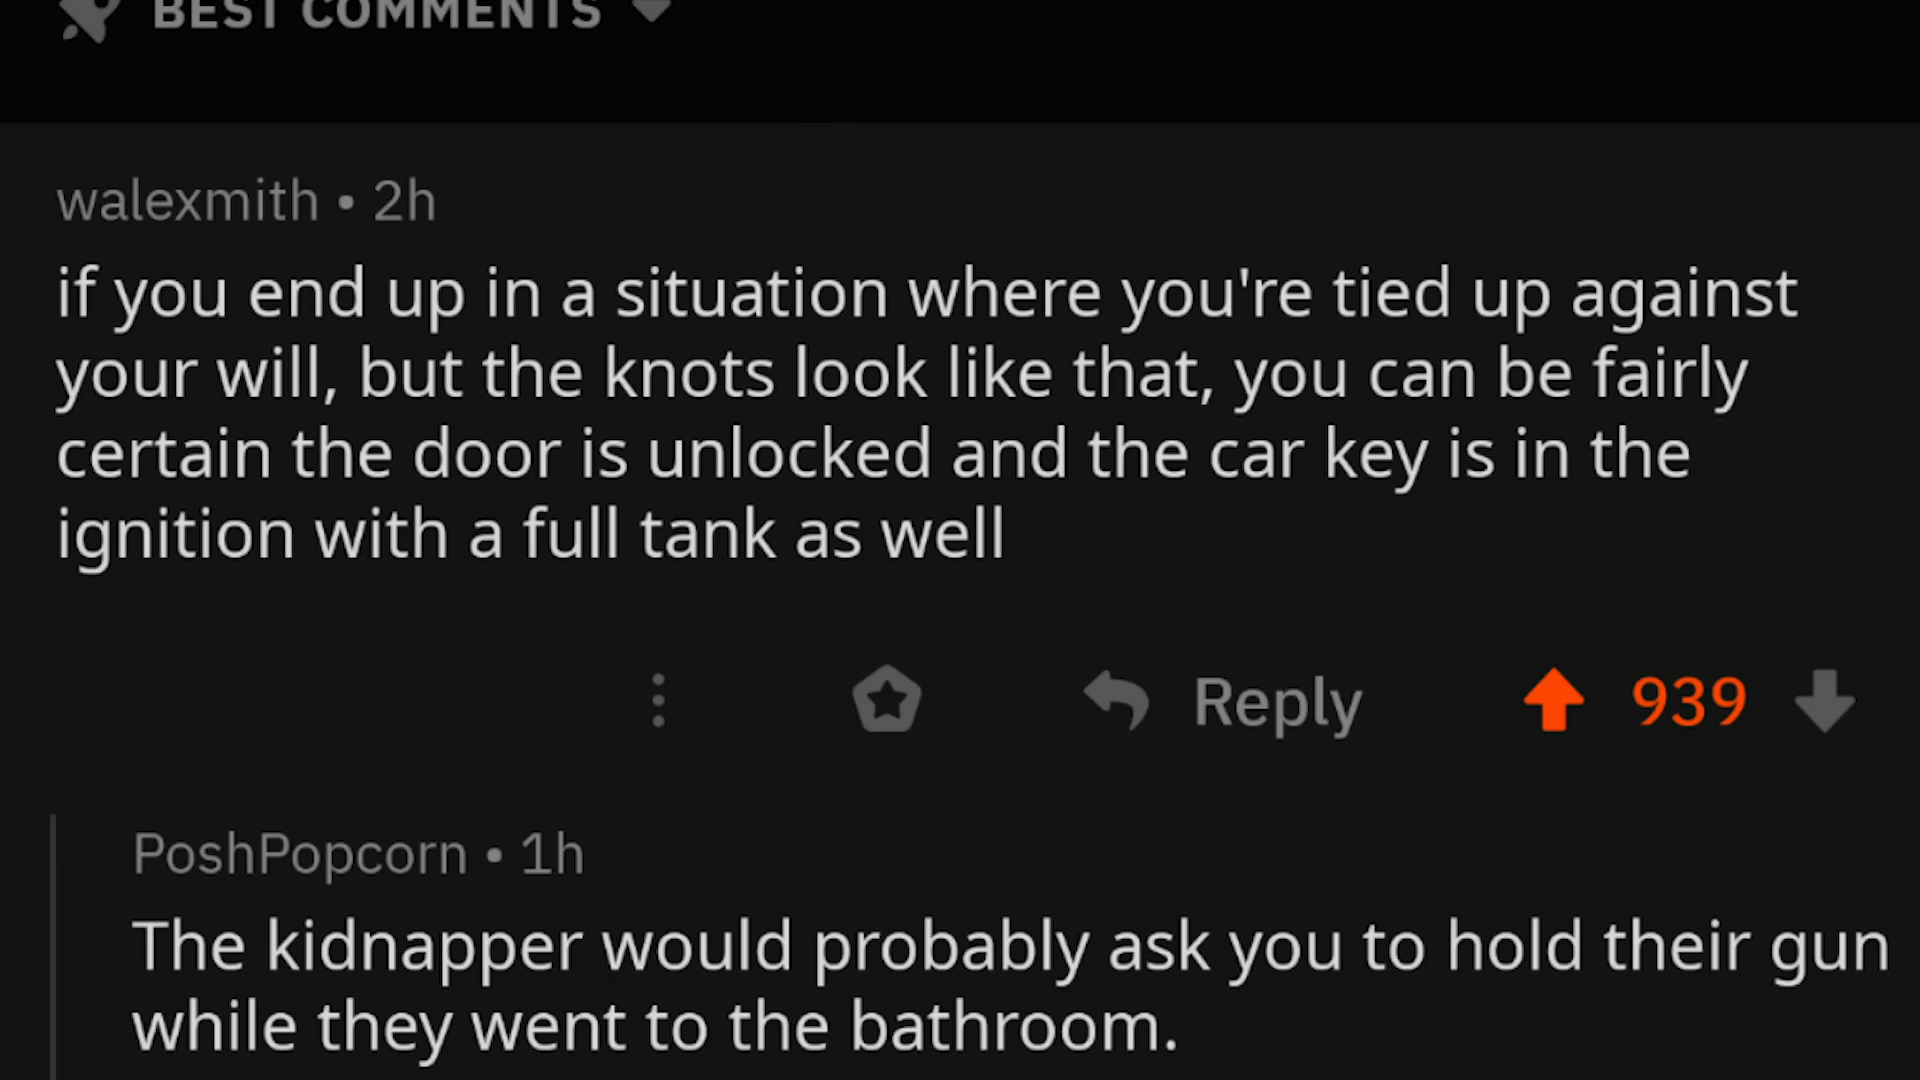 BEST COMMENTS
walexmith • 2h
if you end up in a situation where you're tied up against
your will, but the knots look like that, you can be fairly
certain the door is unlocked and the car key is in the
ignition with a full tank as well
Reply 939
PoshPopcorn • 1h
The kidnapper would probably ask you to hold their gun
while they went to the bathroom.